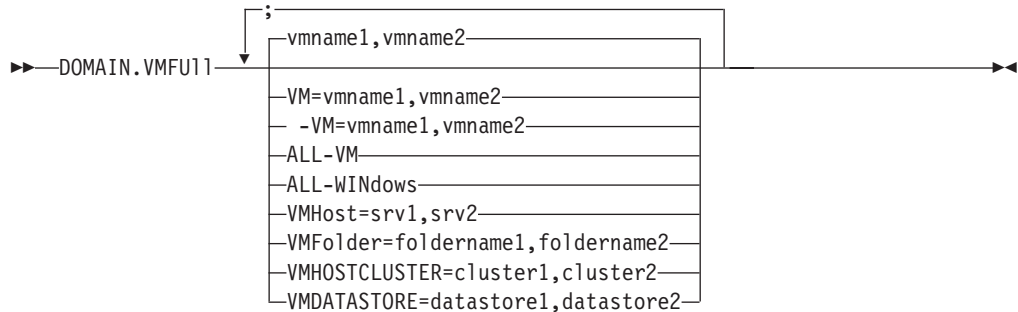 ;
vmname1,vmname2
DOMAIN.VMFUll
VM=vmname1,vmname2
-VM=vmname1,vmname2
ALL-VM
ALL-WINdows
VMHost=srv1,srv2
VMFolder=foldername1,foldername2
VMHOSTCLUSTER=cluster1,cluster2
VMDATASTORE=datastore1,datastore2